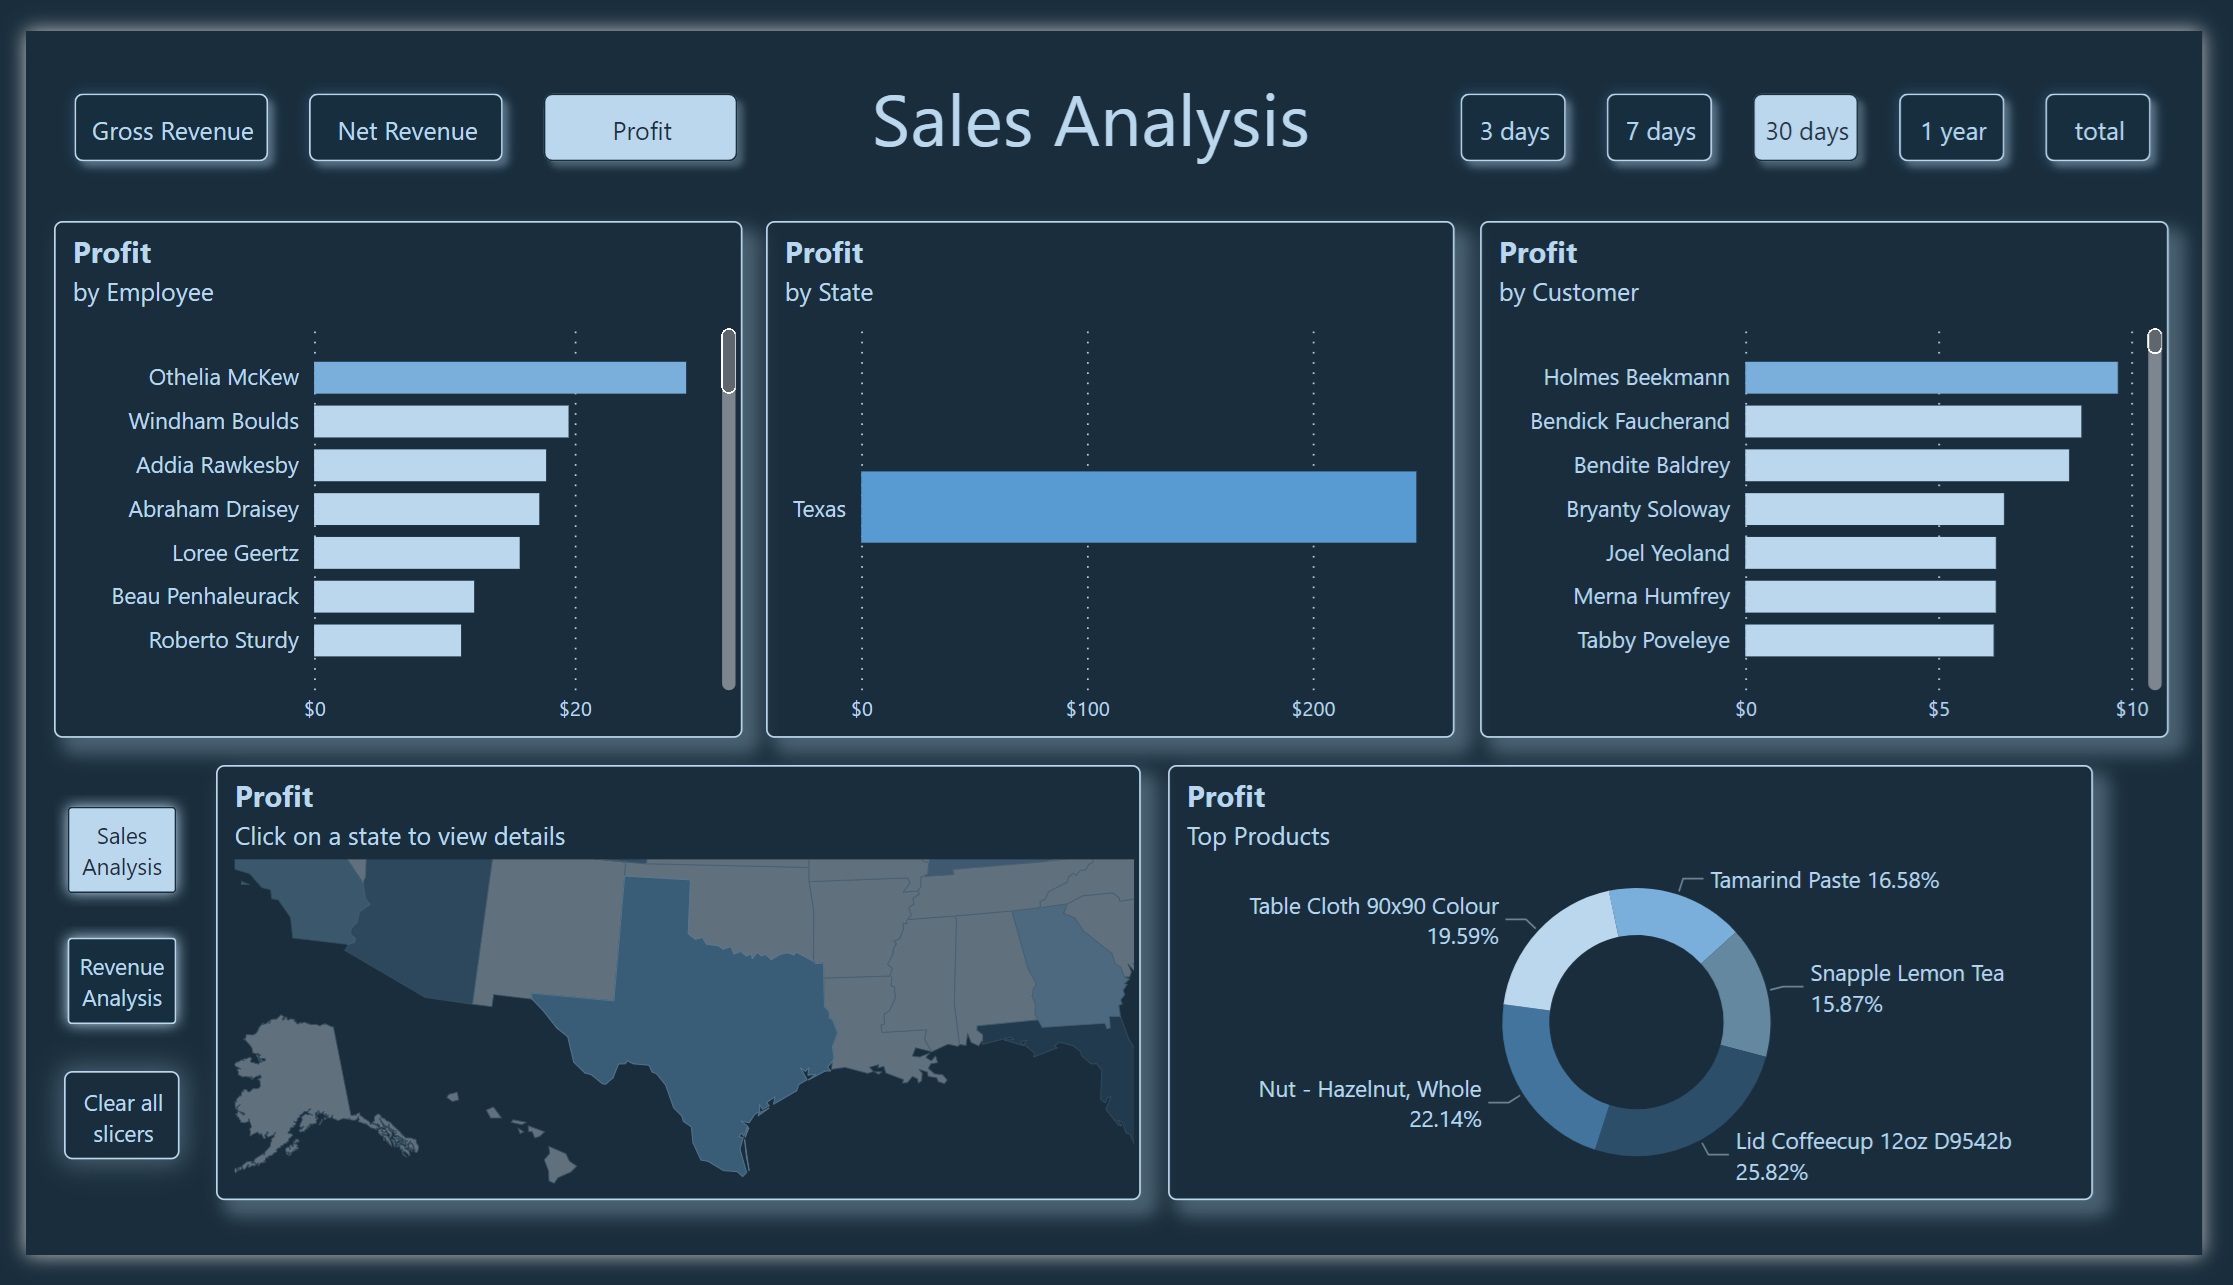 Gross Revenue
Net Revenue
Profit
Sales Analysis
3 days
7 days
30 days
1 year
total
Profit
by Employee
Othelia McKew
Windham Boulds
Addia Rawkesby
Abraham Draisey
Loree Geertz
Beau Penhaleurack
Roberto Sturdy
$0
$20
Profit
by State
Texas
$0
$100
$200
Profit
by Customer
Holmes Beekmann
Bendick Faucherand
Bendite Baldrey
Bryanty Soloway
Joel Yeoland
Merna Humfrey
Tabby Poveleye
$0
$5
$10
Sales
Analysis
Revenue
Analysis
Clear all
slicers
Profit
Click on a state to view details
Profit
Top Products
Tamarind Paste 16.58%
Table Cloth 90x90 Colour
19.59%
Snapple Lemon Tea
15.87%
Nut - Hazelnut, Whole
22.14%
Lid Coffeecup 12oz D9542b
25.82%